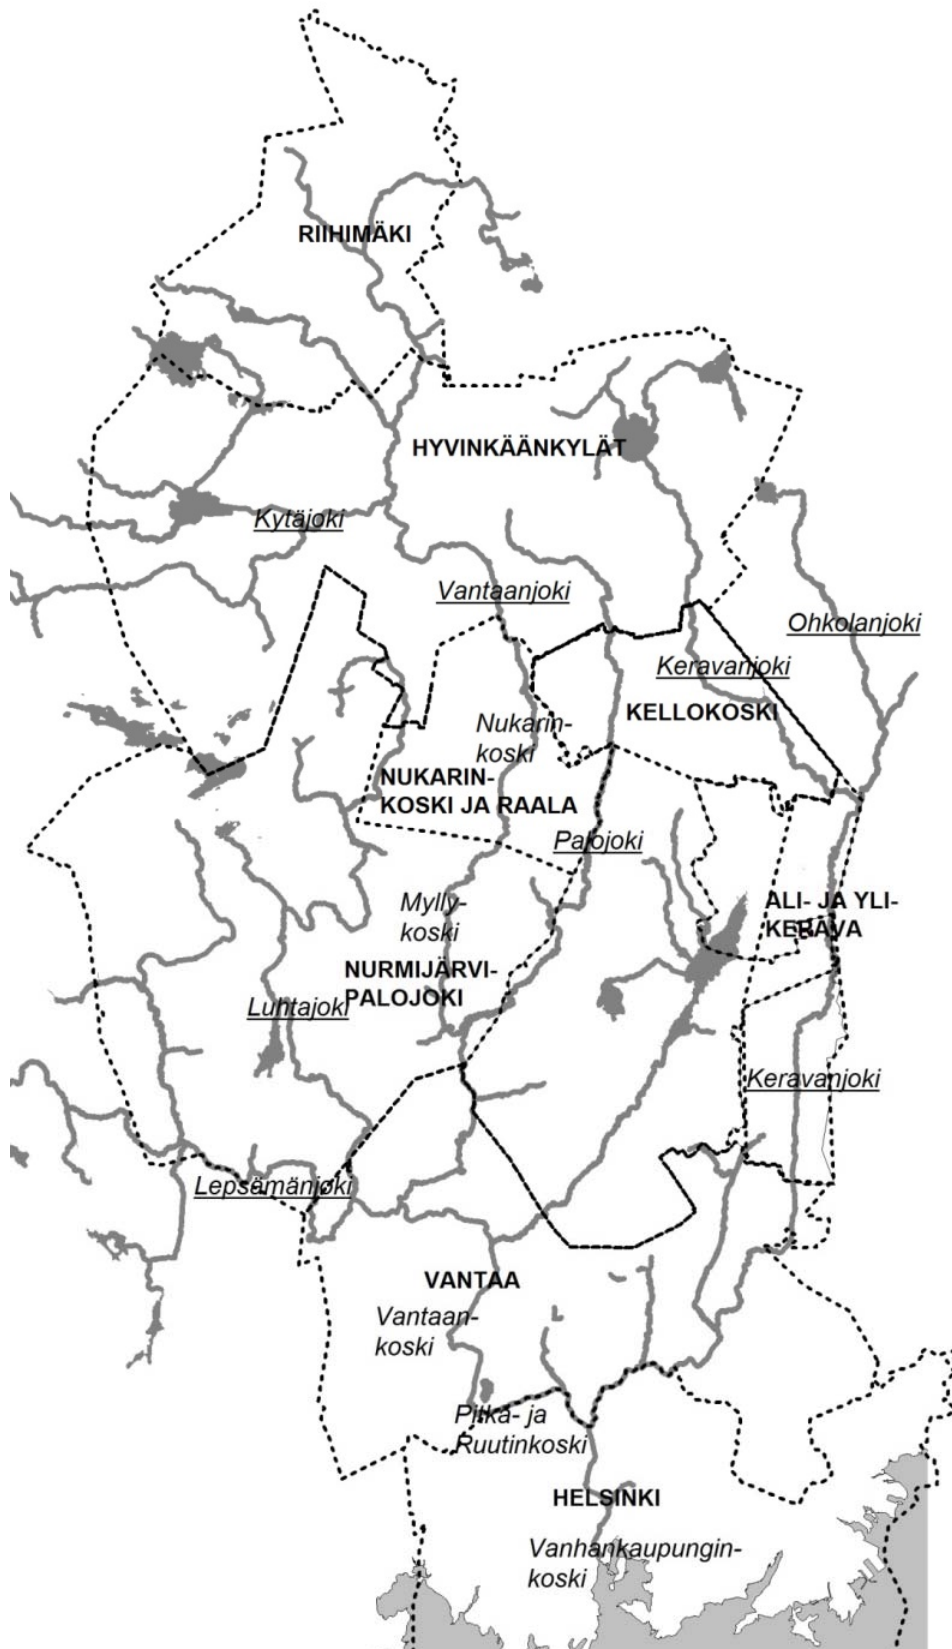 RIIHIMÄKI
HYVINKÄÄNKYLÄT
Kytäjoki
Vantaanjoki
Ohkolanjoki
Keravanjoki
KELLOKOSKI
Nukarin-
koski
NUKARIN-
KOSKI JA RAALA
Palojoki
Mylly-
koski
ALI- JA YLI-
KERAVA
NURMIJÄRVI-
PALOJOKI
Luhtajoki
Keravanjoki
Lepsämänjoki
VANTAA
Vantaan-
koski
Pitkä- ja
Ruutinkoski
HELSINKI
Vanhankaupungin-
koski